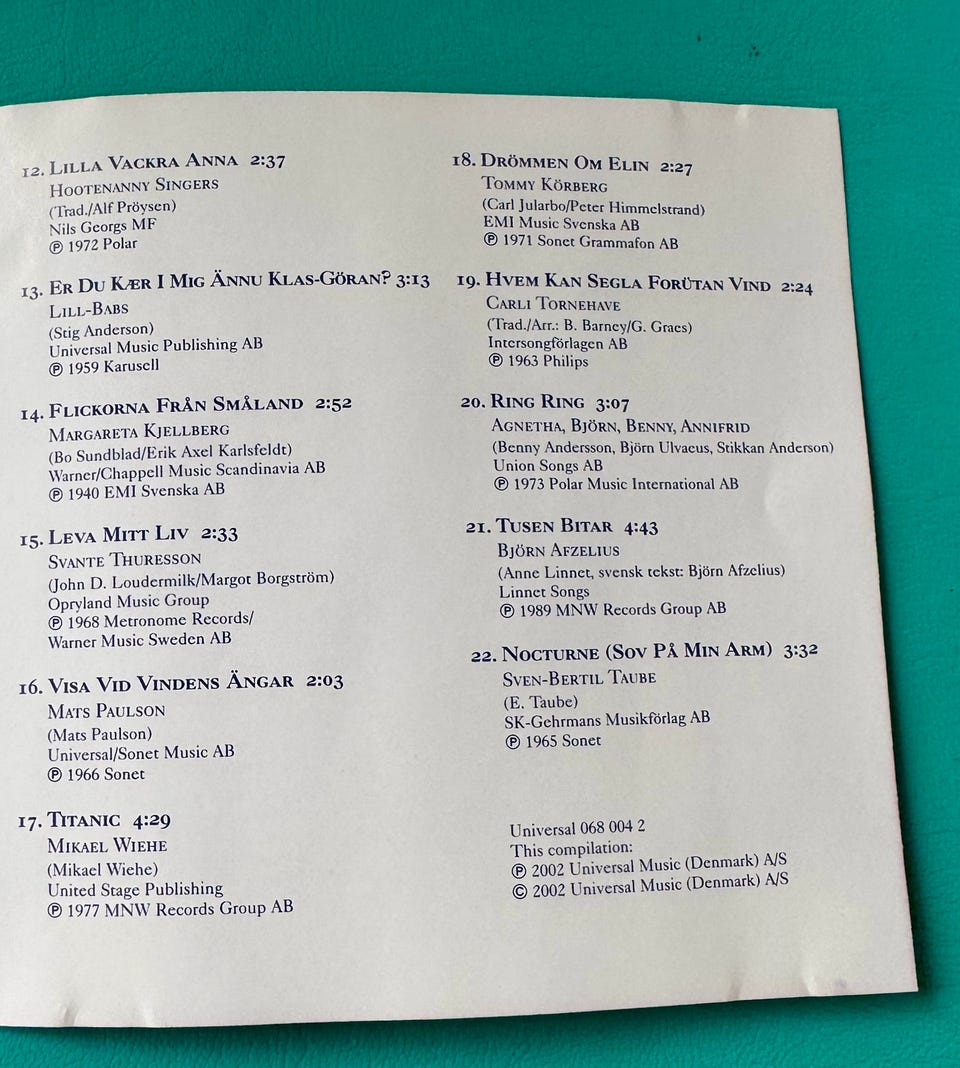 12. Lilla Vackra Anna 2:37
Hootenanny Singers
(Trad./Alf Pröysen)
Nils Georgs MF
℗ 1972 Polar
13. Er Du Kær I Mig Ännu Klas-Göran? 3:13
Lill-Babs
(Stig Anderson)
Universal Music Publishing AB
℗ 1959 Karusell
14. Flickorna Från Småland 2:52
Margareta Kjellberg
(Bo Sundblad/Erik Axel Karlsfeldt)
Warner/Chappell Music Scandinavia AB
℗ 1940 EMI Svenska AB
15. Leva Mitt Liv 2:33
Svante Thuresson
(John D. Loudermilk/Margot Borgström)
Opryland Music Group
℗ 1968 Metronome Records/
Warner Music Sweden AB
16. Visa Vid Vindens Ängar 2:03
Mats Paulson
(Mats Paulson)
Universal/Sonet Music AB
℗ 1966 Sonet
17. Titanic 4:29
Mikael Wiehe
(Mikael Wiehe)
United Stage Publishing
℗ 1977 MNW Records Group AB
18. Drömmen Om Elin 2:27
Tommy Körberg
(Carl Jularbo/Peter Himmelstrand)
EMI Music Svenska AB
℗ 1971 Sonet Grammafon AB
19. Hvem Kan Segla Forütan Vind 2:24
Carli Tornehave
(Trad./Arr.: B. Barney/G. Graes)
Intersongförlagen AB
℗ 1963 Philips
20. Ring Ring 3:07
Agnetha, Björn, Benny, Annifrid
(Benny Andersson, Björn Ulvaeus, Stikkan Anderson)
Union Songs AB
℗ 1973 Polar Music International AB
21. Tusen Bitar 4:43
Björn Afzelius
(Anne Linnet, svensk tekst: Björn Afzelius)
Linnet Songs
℗ 1989 MNW Records Group AB
22. Nocturne (Sov På Min Arm) 3:32
Sven-Bertil Taube
(E. Taube)
SK-Gehrmans Musikförlag AB
℗ 1965 Sonet
Universal 068 004 2
This compilation:
℗ 2002 Universal Music (Denmark) A/S
© 2002 Universal Music (Denmark) A/S